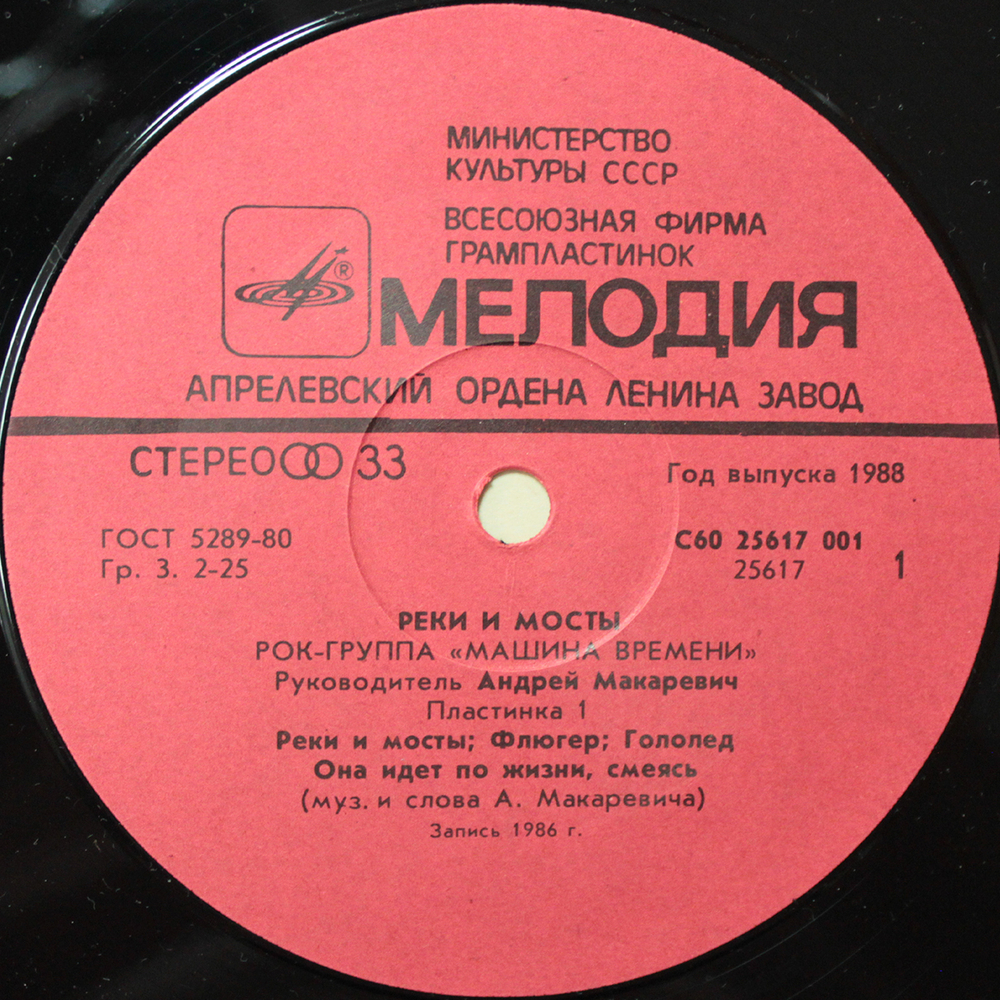 МИНИСТЕРСТВО
КУЛЬТУРЫ СССР
ВСЕСОЮЗНАЯ ФИРМА
ГРАМПЛАСТИНОК
®
МЕЛОДИЯ
АПРЕЛЕВСКИЙ ОРДЕНА ЛЕНИНА ЗАВОД
СТЕРЕО 33
Год выпуска 1988
ГОСТ 5289-80
Гр. 3. 2-25
С60 25617 001
25617 1
РЕКИ И МОСТЫ
РОК-ГРУППА «МАШИНА ВРЕМЕНИ»
Руководитель Андрей Макаревич
Пластинка 1
Реки и мосты; Флюгер; Гололед
Она идет по жизни, смеясь
(муз. и слова А. Макаревича)
Запись 1986 г.